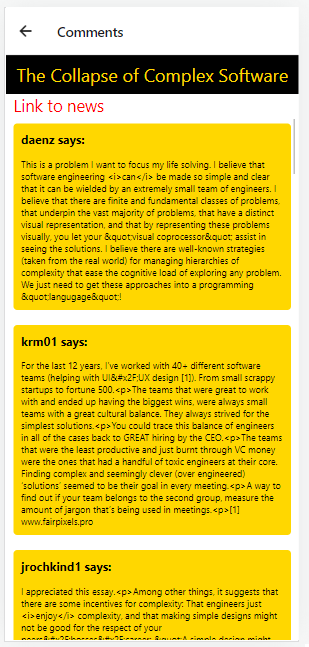 Comments
The Collapse of Complex Software
Link to news
daenz says:
This is a problem I want to focus my life solving. I believe that
software engineering <i>can</i> be made so simple and clear
that it can be wielded by an extremely small team of engineers. I
believe that there are finite and fundamental classes of problems,
that underpin the vast majority of problems, that have a distinct
visual representation, and that by representing these problems
visually, you let your &quot;visual coprocessor&quot; assist in
seeing the solutions. I believe there are well-known strategies
(taken from the real world) for managing hierarchies of
complexity that ease the cognitive load of exploring any problem.
We just need to get these approaches into a programming
&quot;langugage&quot;!
krm01 says:
For the last 12 years, I've worked with 40+ different software
teams (helping with UI&#x2F;UX design [1]). From small scrappy
startups to fortune 500.<p>The teams that were great to work
with and ended up having the biggest wins, were always small
teams with a great cultural balance. They always strived for the
simplest solutions.<p>You could trace this balance of engineers
in all of the cases back to GREAT hiring by the CEO.<p>The teams
that were the least productive and just burnt through VC money
were the ones that had a handful of toxic engineers at their core.
Finding complex and seemingly clever (over engineered)
'solutions' seemed to be their goal in every meeting.<p>A way to
find out if your team belongs to the second group, measure the
amount of jargon that's being used in meetings.<p>[1]
www.fairpixels.pro
jrochkind1 says:
I appreciated this essay.<p>Among other things, it suggests that
there are some incentives for complexity: That engineers just
<i>enjoy</i> complexity, and that making simple designs might
not be good for the respect of your
peers&#x2F;bosses&#x2F;career: &quot;A simple design might